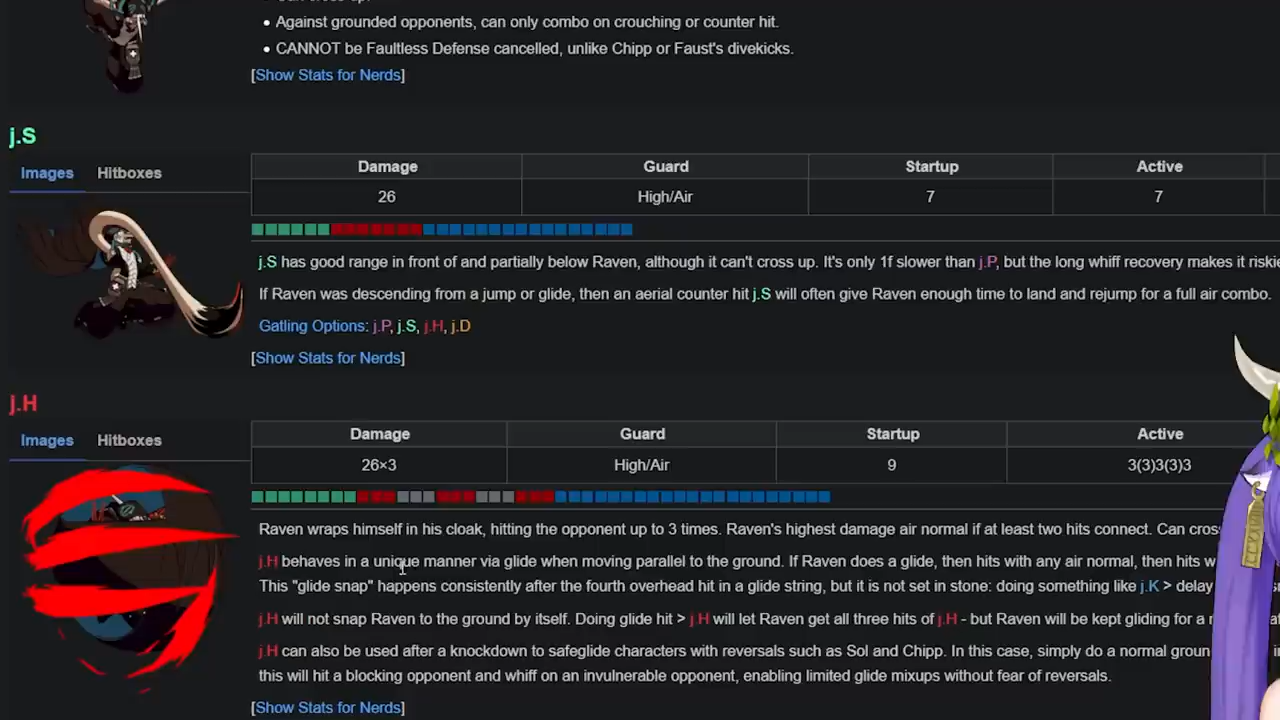 • Against grounded opponents, can only combo on crouching or counter hit.
• CANNOT be Faultless Defense cancelled, unlike Chipp or Faust's divekicks.
[Show Stats for Nerds]
j.S
Images Hitboxes
Damage Guard Startup Active
26 High/Air 7 7
j.S has good range in front of and partially below Raven, although it can't cross up. It's only 1f slower than j.P, but the long whiff recovery makes it
If Raven was descending from a jump or glide, then an aerial counter hit j.S will often give Raven enough time to land and rejump for a full air combo.
Gatling Options: j.P, j.S, j.H, j.D
[Show Stats for Nerds]
j.H
Images Hitboxes
Damage Guard Startup Active
26×3 High/Air 9 3(3)3(3)3
Raven wraps himself in his cloak, hitting the opponent up to 3 times. Raven's highest damage air normal if at least two hits connect. Can
j.H behaves in a unique manner via glide when moving parallel to the ground. If Raven does a glide, then hits with any air normal, then hits
This "glide snap" happens consistently after the fourth overhead hit in a glide string, but it is not set in stone: doing something like j.K > delay
j.H will not snap Raven to the ground by itself. Doing glide hit > j.H will let Raven get all three hits of j.H - but Raven will be kept gliding for a
j.H can also be used after a knockdown to safeglide characters with reversals such as Sol and Chipp. In this case, simply do a normal
this will hit a blocking opponent and whiff on an invulnerable opponent, enabling limited glide mixups without fear of reversals.
[Show Stats for Nerds]